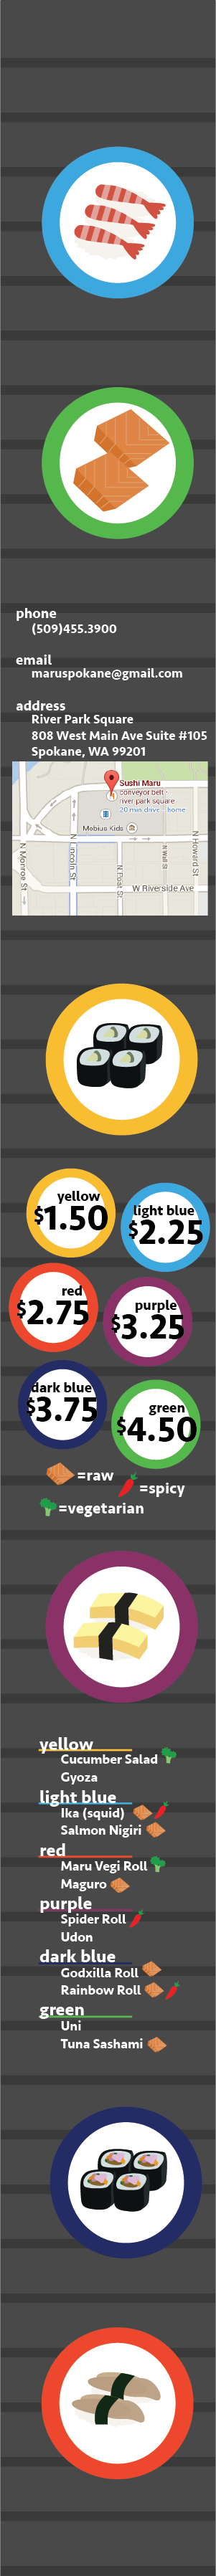 phone
(509)455.3900
email
maruspokane@gmail.com
address
River Park Square
808 West Main Ave Suite #105
Spokane, WA 99201
Sushi Maru
conveyor belt
river park square
20 min drive - home
Mobius Kids
N Monroe St
N Lincoln St
N Post St
N Wall St
N Howard St
W Riverside Ave
yellow
$1.50
light blue
$2.25
red
$2.75
purple
$3.25
dark blue
$3.75
green
$4.50
=raw
=spicy
=vegetarian
yellow
Cucumber Salad
Gyoza
light blue
Ika (squid)
Salmon Nigiri
red
Maru Vegi Roll
Maguro
purple
Spider Roll
Udon
dark blue
Godxilla Roll
Rainbow Roll
green
Uni
Tuna Sashami